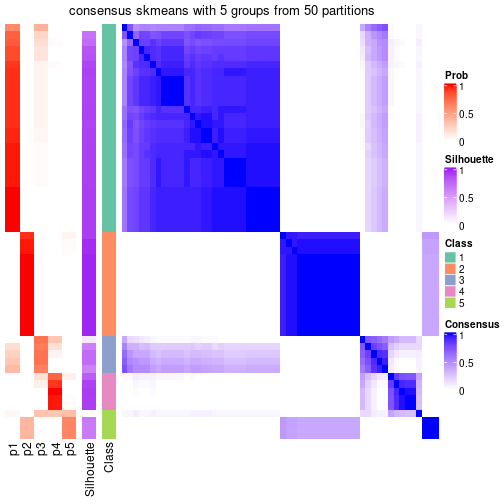 consensus skmeans with 5 groups from 50 partitions
Prob
1
0.5
0
Silhouette
1
0.5
0
Class
1
2
3
4
5
Consensus
1
0.5
0
p1
p2
p3
p4
p5
Silhouette
Class